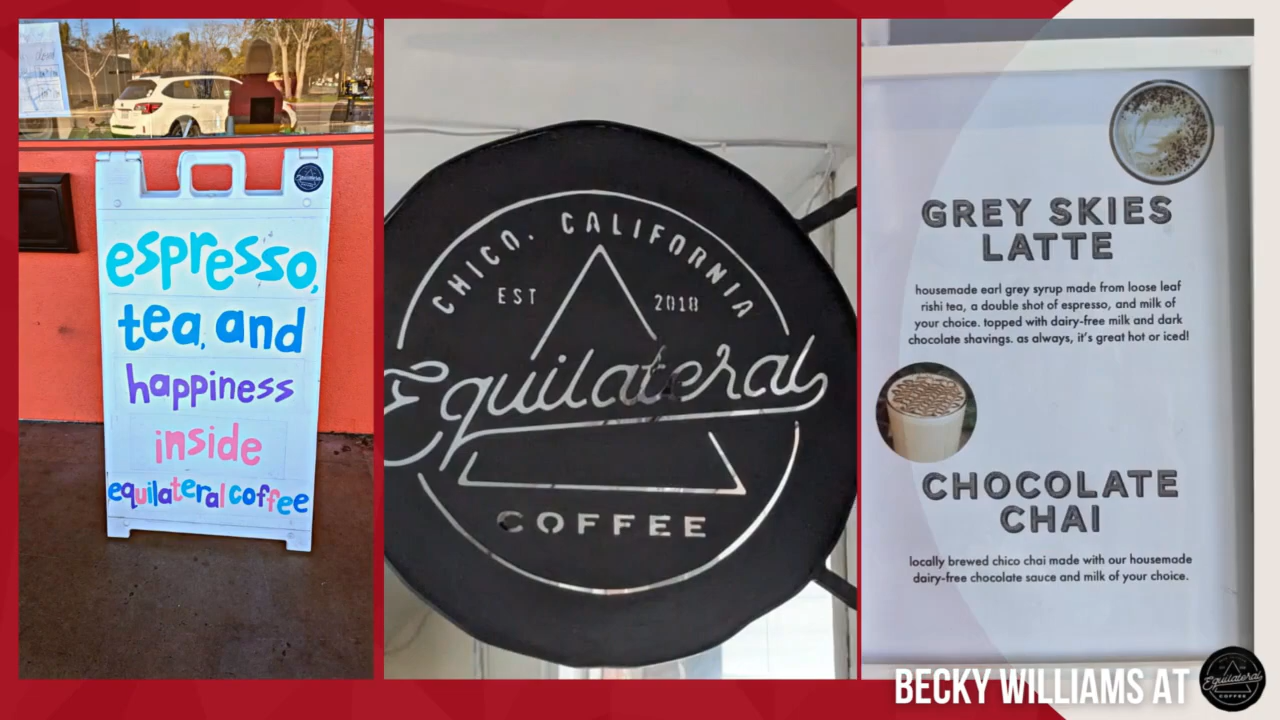 espresso,
tea, and
happiness
inside
equilateral coffee
CHICO, CALIFORNIA
EST 2018
Equilateral
COFFEE
GREY SKIES
LATTE
housemade earl grey syrup made from loose leaf
rishi tea, a double shot of espresso, and milk of
your choice. topped with dairy-free milk and dark
chocolate shavings. as always, it's great hot or iced!
CHOCOLATE
CHAI
locally brewed chico chai made with our housemade
dairy-free chocolate sauce and milk of your choice.
BECKY WILLIAMS AT
Equilateral
COFFEE